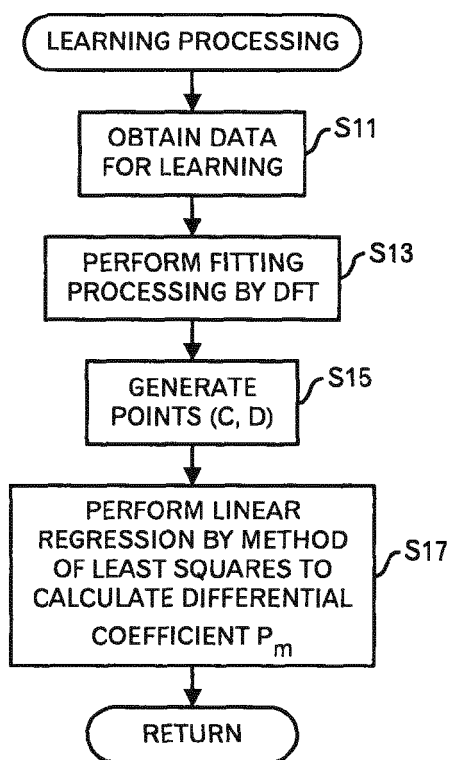 LEARNING PROCESSING
OBTAIN DATA
FOR LEARNING
S11
PERFORM FITTING
PROCESSING BY DFT
S13
GENERATE
POINTS (C, D)
S15
PERFORM LINEAR
REGRESSION BY METHOD
OF LEAST SQUARES TO
CALCULATE DIFFERENTIAL
COEFFICIENT Pm
S17
RETURN